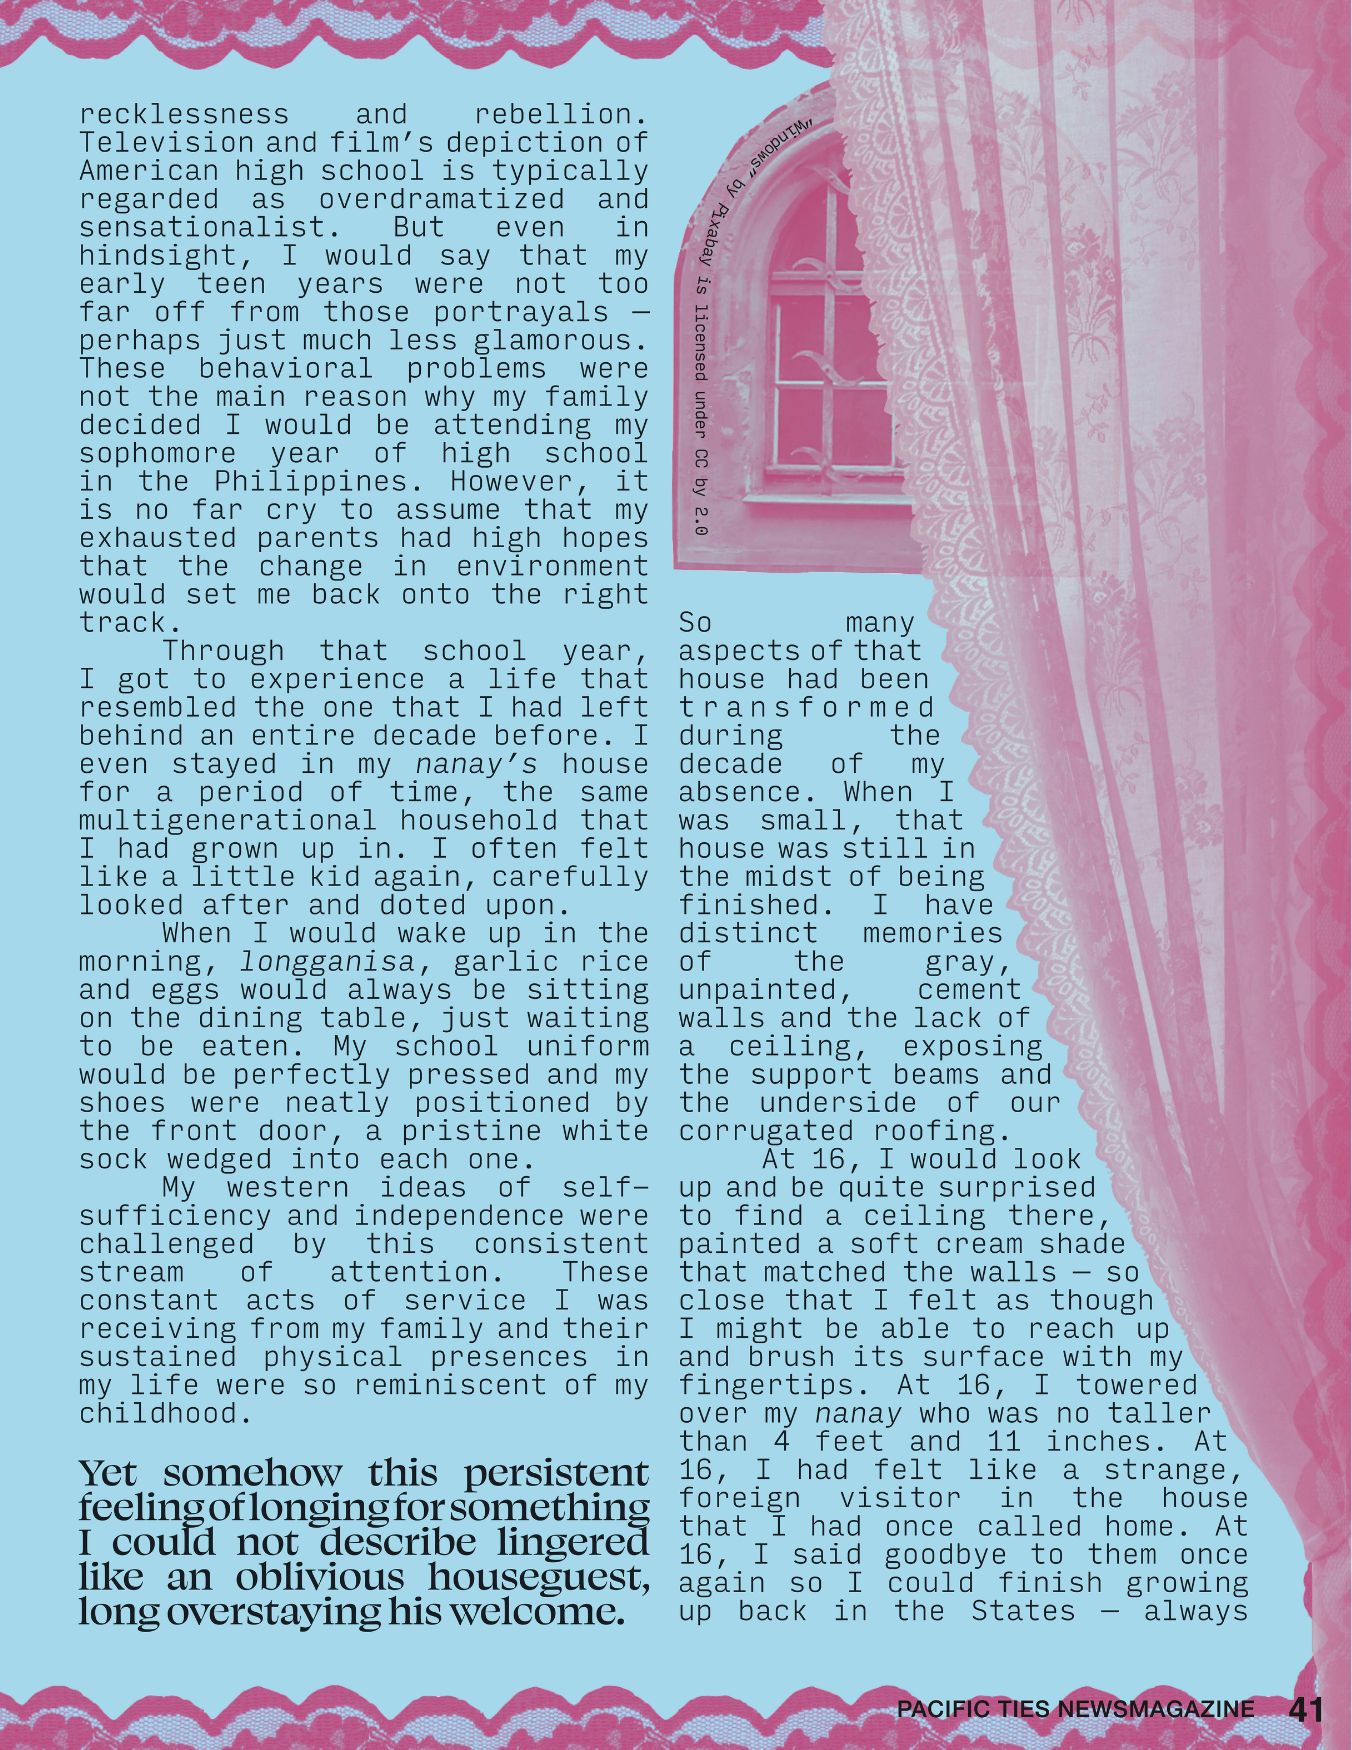 recklessness and rebellion.
Television and film's depiction of
American high school is typically
regarded as overdramatized and
sensationalist. But even in
hindsight, I would say that my
early teen years were not too
far off from those portrayals —
perhaps just much less glamorous.
These behavioral problems were
not the main reason why my family
decided I would be attending my
sophomore year of high school
in the Philippines. However, it
is no far cry to assume that my
exhausted parents had high hopes
that the change in environment
would set me back onto the right
track.
Through that school year,
I got to experience a life that
resembled the one that I had left
behind an entire decade before. I
even stayed in my nanay's house
for a period of time, the same
multigenerational household that
I had grown up in. I often felt
like a little kid again, carefully
looked after and doted upon.
When I would wake up in the
morning, longganisa, garlic rice
and eggs would always be sitting
on the dining table, just waiting
to be eaten. My school uniform
would be perfectly pressed and my
shoes were neatly positioned by
the front door, a pristine white
sock wedged into each one.
My western ideas of self-
sufficiency and independence were
challenged by this consistent
stream of attention. These
constant acts of service I was
receiving from my family and their
sustained physical presences in
my life were so reminiscent of my
childhood.
Yet somehow this persistent
feeling of longing for something
I could not describe lingered
like an oblivious houseguest,
long overstaying his welcome.
"Windows" by Pixabay is licensed under CC by 2.0
So many
aspects of that
house had been
transformed
during the
decade of my
absence. When I
was small, that
house was still in
the midst of being
finished. I have
distinct memories
of the gray,
unpainted, cement
walls and the lack of
a ceiling, exposing
the support beams and
the underside of our
corrugated roofing.
At 16, I would look
up and be quite surprised
to find a ceiling there,
painted a soft cream shade
that matched the walls — so
close that I felt as though
I might be able to reach up
and brush its surface with my
fingertips. At 16, I towered
over my nanay who was no taller
than 4 feet and 11 inches. At
16, I had felt like a strange,
foreign visitor in the house
that I had once called home. At
16, I said goodbye to them once
again so I could finish growing
up back in the States — always
PACIFIC TIES NEWSMAGAZINE 41